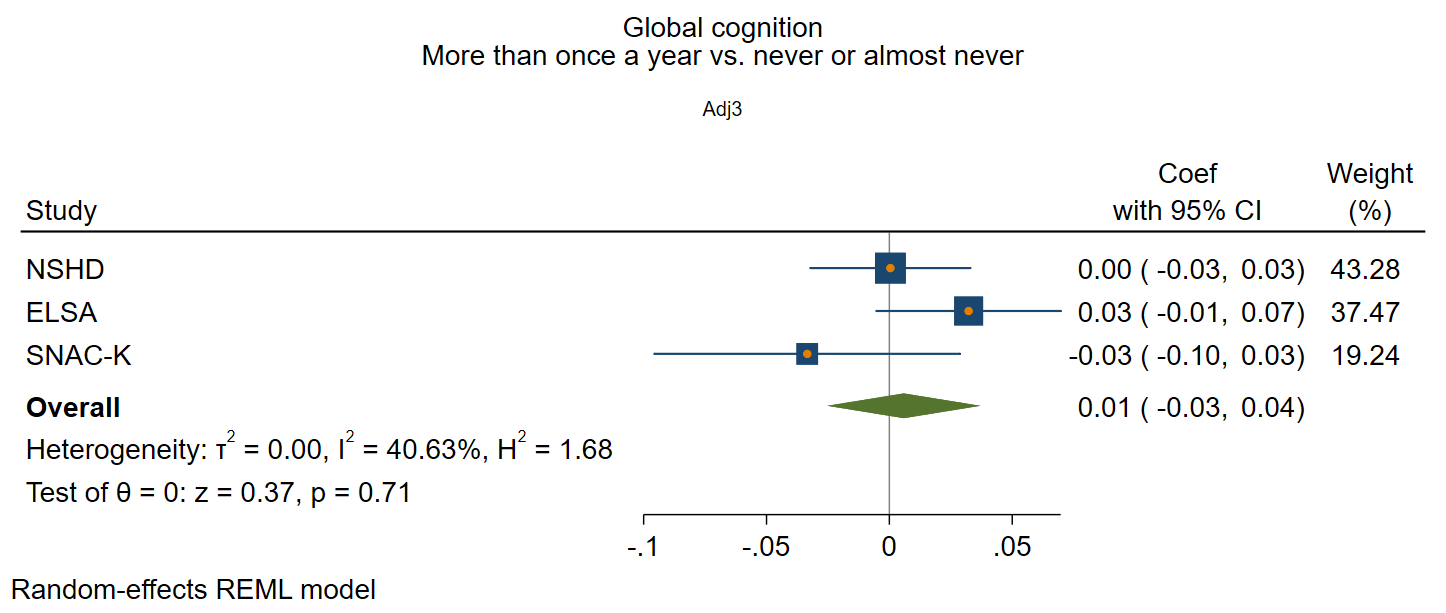 Global cognition
More than once a year vs. never or almost never
Adj3
Coef Weight
Study with 95% CI (%)
NSHD 0.00 ( -0.03, 0.03) 43.28
ELSA 0.03 ( -0.01, 0.07) 37.47
SNAC-K -0.03 ( -0.10, 0.03) 19.24
Overall 0.01 ( -0.03, 0.04)
Heterogeneity: τ² = 0.00, I² = 40.63%, H² = 1.68
Test of θ = 0: z = 0.37, p = 0.71
-.1 -.05 0 .05
Random-effects REML model